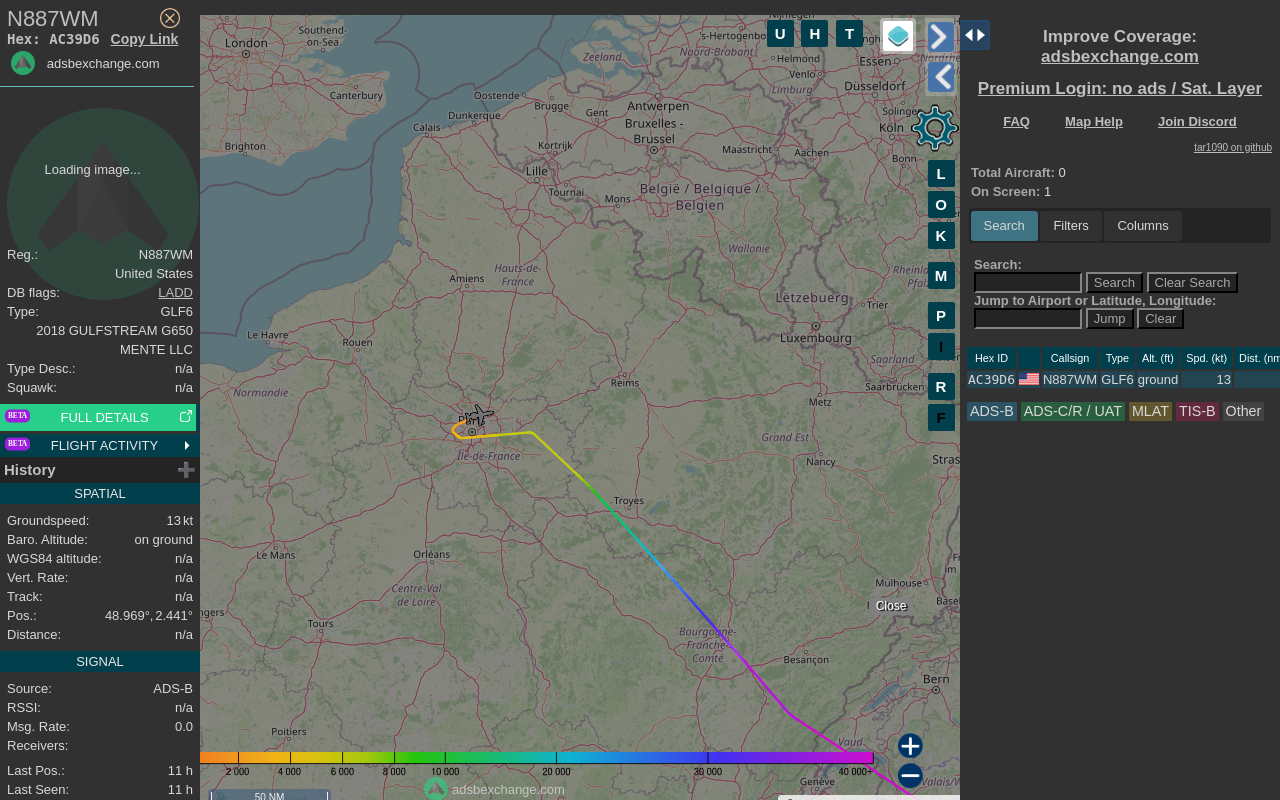 N887WM
Hex: AC39D6 Copy Link
adsbexchange.com
Loading image...
Reg.: N887WM
United States
DB flags: LADD
Type: GLF6
2018 GULFSTREAM G650
MENTE LLC
Type Desc.: n/a
Squawk: n/a
BETA FULL DETAILS
BETA FLIGHT ACTIVITY
History
SPATIAL
Groundspeed: 13 kt
Baro. Altitude: on ground
WGS84 altitude: n/a
Vert. Rate: n/a
Track: n/a
Pos.: 48.969°, 2.441°
Distance: n/a
SIGNAL
Source: ADS-B
RSSI: n/a
Msg. Rate: 0.0
Receivers:
Last Pos.: 11 h
Last Seen: 11 h
Nijmegen
London
Southend-
on-Sea
's-Hertogenbosch
Noord-Brabant
Zeeland
Helmond
Essen
Venlo
Düsseldorf
Limburg
Canterbury
Oostende
Brugge
Antwerpen
Gent
Dunkerque
Calais
Bruxelles -
Brussel
Solingen
Köln
Brighton
Kortrijk
Maastricht
Aachen
Bonn
Lille
Tournai
Mons
België / Belgique /
Belgien
Wallonie
Amiens
Hauts-de-
France
Lëtzebuerg
Trier
Luxembourg
Le Havre
Rouen
Saarland
Saarbrücken
Normandie
Reims
Metz
Île-de-France
Grand Est
Nancy
Troyes
Le Mans
Orléans
Centre-Val
de Loire
Mulhouse
Tours
Bourgogne-
Franche-
Comté
Besançon
Bern
Poitiers
Vaud
Genève
U H T
L
O
K
M
P
I
R
F
Close
2 000 4 000 6 000 8 000 10 000 20 000 30 000 40 000+
adsbexchange.com
50 NM
Improve Coverage:
adsbexchange.com
Premium Login: no ads / Sat. Layer
FAQ Map Help Join Discord
tar1090 on github
Total Aircraft: 0
On Screen: 1
Search Filters Columns
Search:
Search Clear Search
Jump to Airport or Latitude, Longitude:
Jump Clear
Hex ID Callsign Type Alt. (ft) Spd. (kt) Dist. (nm
AC39D6 N887WM GLF6 ground 13
ADS-B ADS-C/R / UAT MLAT TIS-B Other